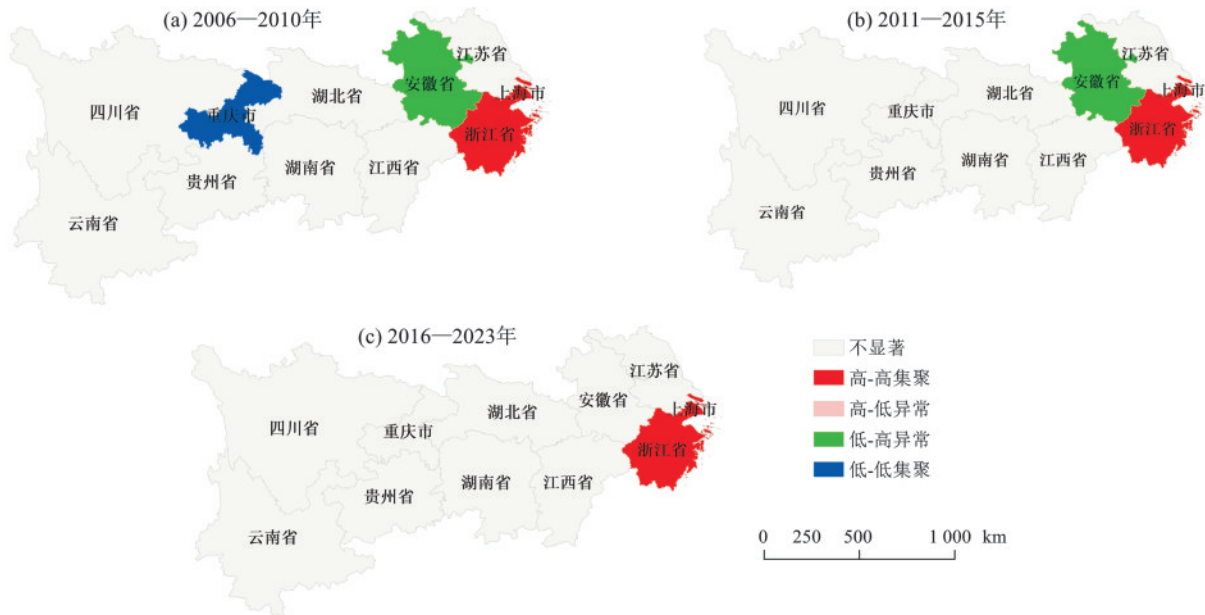 (a) 2006—2010年
江苏省
安徽省
上海市
湖北省
四川省
重庆市
浙江省
湖南省
江西省
贵州省
云南省
(b) 2011—2015年
江苏省
安徽省
上海市
湖北省
四川省
重庆市
浙江省
湖南省
江西省
贵州省
云南省
(c) 2016—2023年
江苏省
安徽省
上海市
湖北省
四川省
重庆市
浙江省
湖南省
江西省
贵州省
云南省
不显著
高-高集聚
高-低异常
低-高异常
低-低集聚
0 250 500 1 000 km